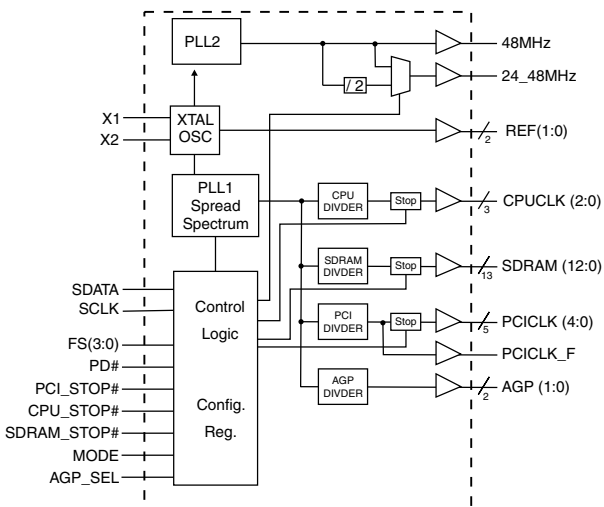 PLL2
48MHz
/ 2
24_48MHz
X1
X2
XTAL
OSC
2
REF(1:0)
PLL1
Spread
Spectrum
CPU
DIVDER
Stop
3
CPUCLK (2:0)
SDRAM
DIVDER
Stop
13
SDRAM (12:0)
SDATA
SCLK
FS(3:0)
PD#
PCI_STOP#
CPU_STOP#
SDRAM_STOP#
MODE
AGP_SEL
Control
Logic
Config.
Reg.
PCI
DIVDER
Stop
5
PCICLK (4:0)
PCICLK_F
AGP
DIVDER
2
AGP (1:0)